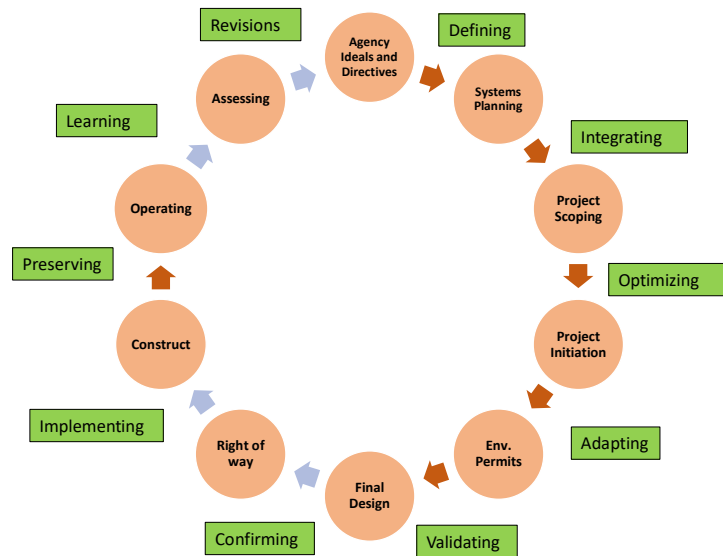 Revisions
Agency
Ideals and
Directives
Defining
Systems
Planning
Integrating
Project
Scoping
Optimizing
Project
Initiation
Adapting
Env.
Permits
Validating
Final
Design
Confirming
Right of
way
Implementing
Construct
Preserving
Operating
Learning
Assessing